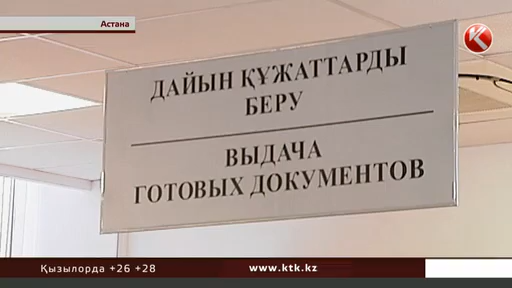 Астана
K
ДАЙЫН ҚҰЖАТТАРДЫ
БЕРУ
ВЫДАЧА
ГОТОВЫХ ДОКУМЕНТОВ
Қызылорда +26 +28
www.ktk.kz